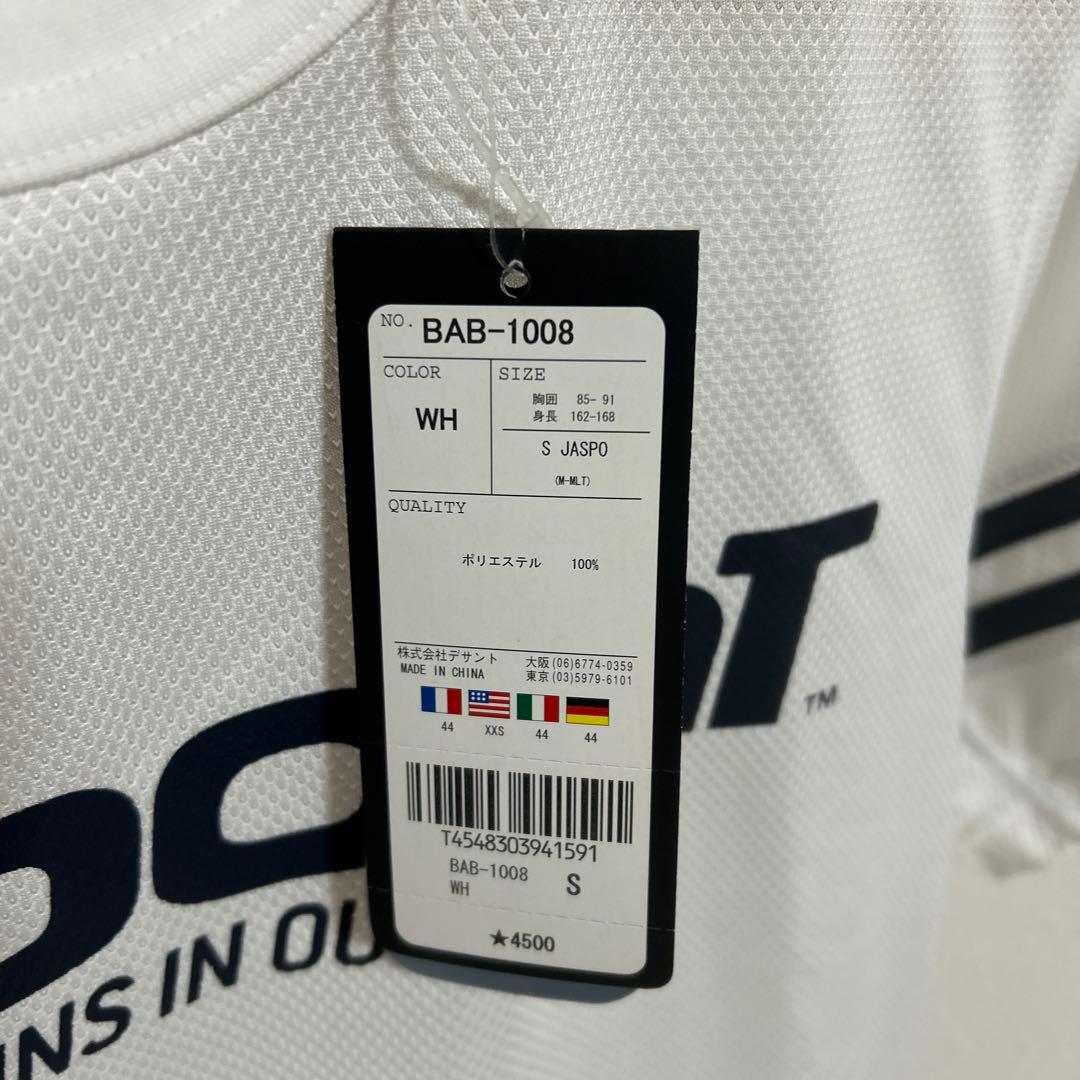 NO. BAB-1008
COLOR
WH
SIZE
胸囲 85- 91
身長 162-168
S JASPO
(M-MLT)
QUALITY
ポリエステル 100%
株式会社デサント
MADE IN CHINA
大阪(06)6774-0359
東京(03)5979-6101
44
XXS
44
44
T4548303941591
BAB-1008
WH
S
★4500
TM
IN